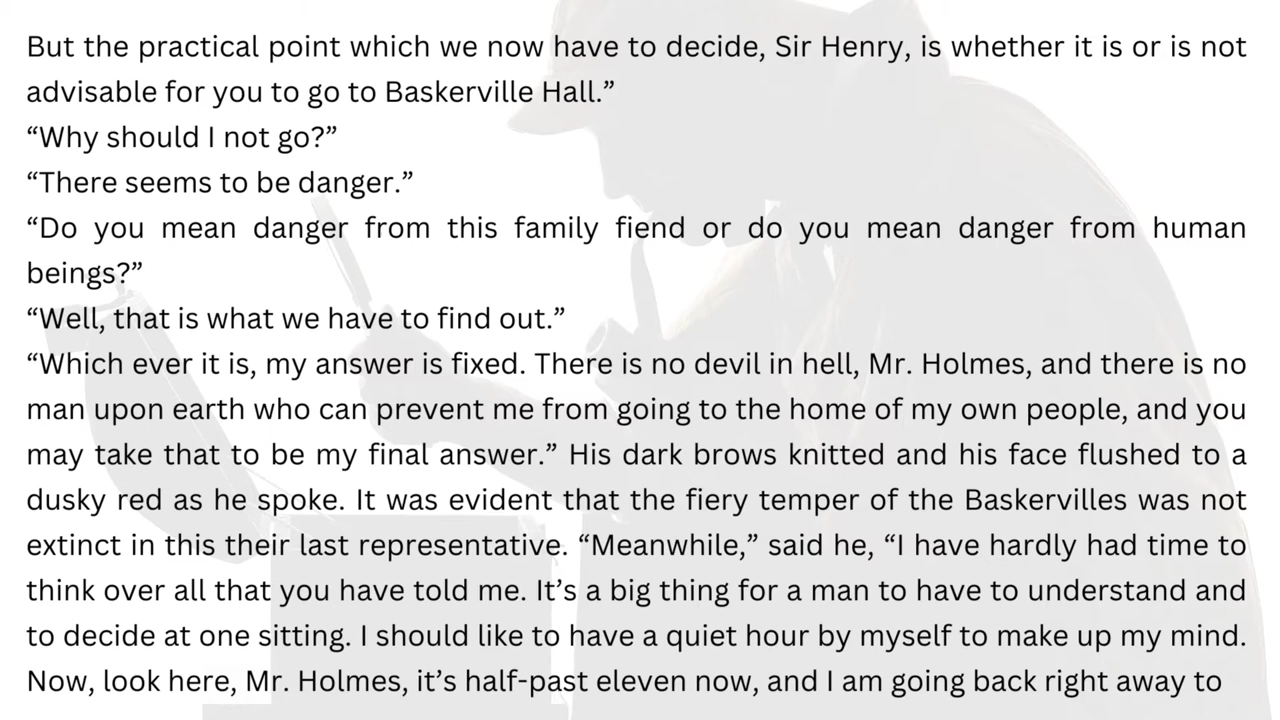 But the practical point which we now have to decide, Sir Henry, is whether it is or is not
advisable for you to go to Baskerville Hall.”
“Why should I not go?”
“There seems to be danger.”
“Do you mean danger from this family fiend or do you mean danger from human
beings?”
“Well, that is what we have to find out.”
“Which ever it is, my answer is fixed. There is no devil in hell, Mr. Holmes, and there is no
man upon earth who can prevent me from going to the home of my own people, and you
may take that to be my final answer.” His dark brows knitted and his face flushed to a
dusky red as he spoke. It was evident that the fiery temper of the Baskervilles was not
extinct in this their last representative. “Meanwhile,” said he, “I have hardly had time to
think over all that you have told me. It’s a big thing for a man to have to understand and
to decide at one sitting. I should like to have a quiet hour by myself to make up my mind.
Now, look here, Mr. Holmes, it’s half-past eleven now, and I am going back right away to